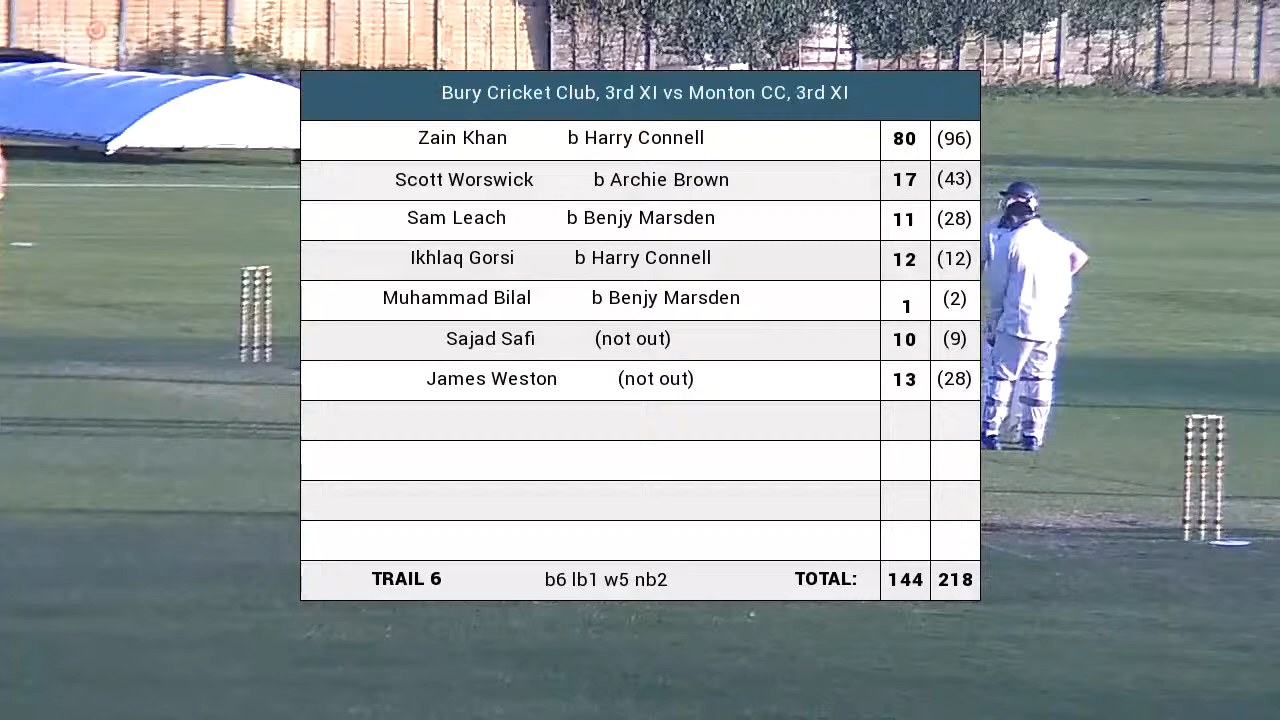 Bury Cricket Club, 3rd XI vs Monton CC, 3rd XI
Zain Khan b Harry Connell 80 (96)
Scott Worswick b Archie Brown 17 (43)
Sam Leach b Benjy Marsden 11 (28)
Ikhlaq Gorsi b Harry Connell 12 (12)
Muhammad Bilal b Benjy Marsden 1 (2)
Sajad Safi (not out) 10 (9)
James Weston (not out) 13 (28)
TRAIL 6 b6 lb1 w5 nb2 TOTAL: 144 218